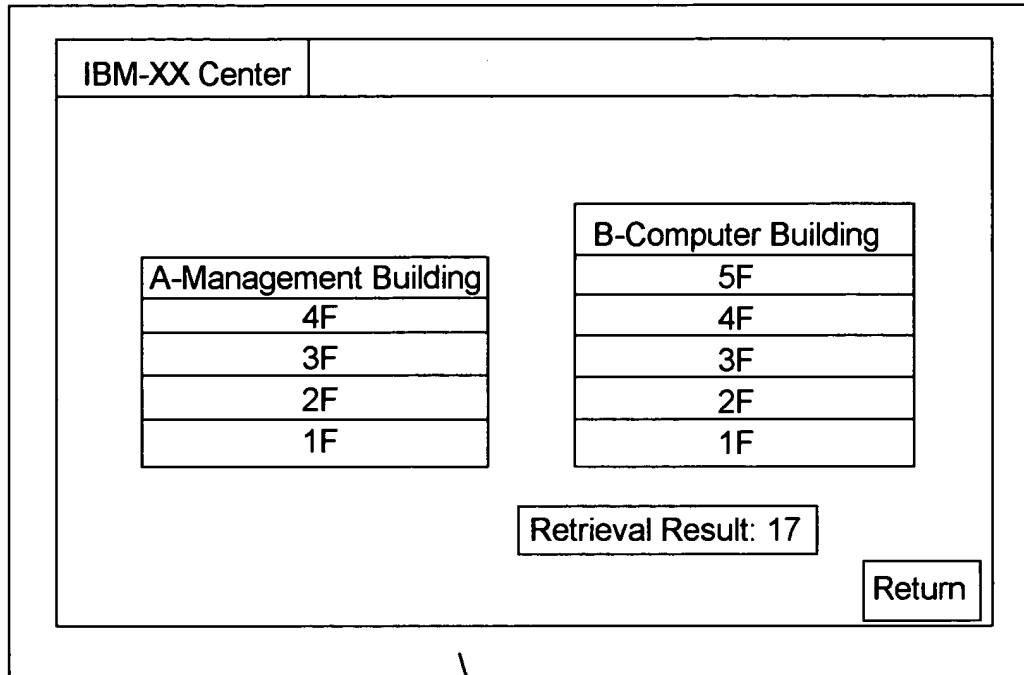 IBM-XX Center
A-Management Building
4F
3F
2F
1F
B-Computer Building
5F
4F
3F
2F
1F
Retrieval Result: 17
Return